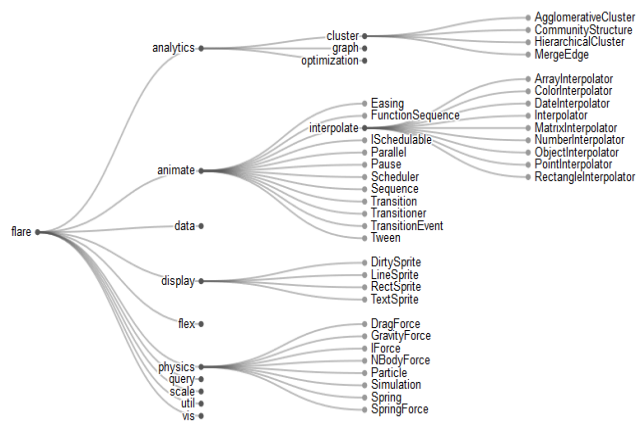 flare
analytics
cluster
AgglomerativeCluster
CommunityStructure
HierarchicalCluster
MergeEdge
graph
optimization
animate
Easing
FunctionSequence
interpolate
ArrayInterpolator
ColorInterpolator
DateInterpolator
Interpolator
MatrixInterpolator
NumberInterpolator
ObjectInterpolator
PointInterpolator
RectangleInterpolator
ISchedulable
Parallel
Pause
Scheduler
Sequence
Transition
Transitioner
TransitionEvent
Tween
data
display
DirtySprite
LineSprite
RectSprite
TextSprite
flex
physics
DragForce
GravityForce
IForce
NBodyForce
Particle
Simulation
Spring
SpringForce
query
scale
util
vis